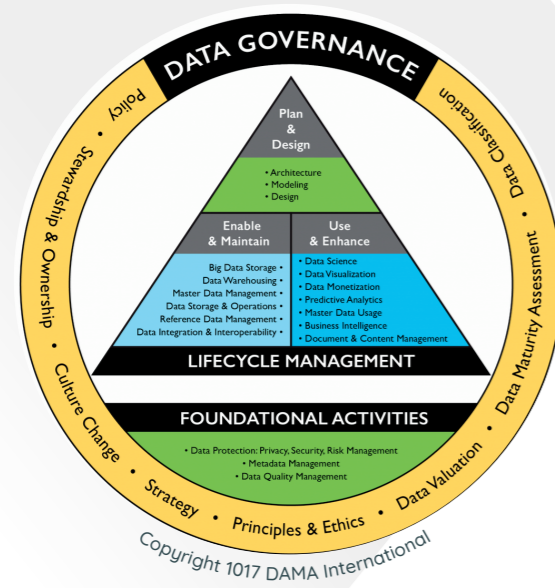 DATA GOVERNANCE
Policy • Stewardship & Ownership • Culture Change • Strategy • Principles & Ethics • Data Valuation • Data Maturity Assessment • Data Classification
Plan
&
Design
• Architecture
• Modeling
• Design
Enable
& Maintain
Big Data Storage •
Data Warehousing •
Master Data Management •
Data Storage & Operations •
Reference Data Management •
Data Integration & Interoperability •
Use
& Enhance
• Data Science
• Data Visualization
• Data Monetization
• Predictive Analytics
• Master Data Usage
• Business Intelligence
• Document & Content Management
LIFECYCLE MANAGEMENT
FOUNDATIONAL ACTIVITIES
• Data Protection: Privacy, Security, Risk Management
• Metadata Management
• Data Quality Management
Copyright 1017 DAMA International